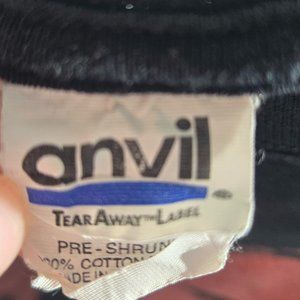 anvil
TEARAWAY™ LABEL
PRE-SHRUN
00% COTTON
MADE IN